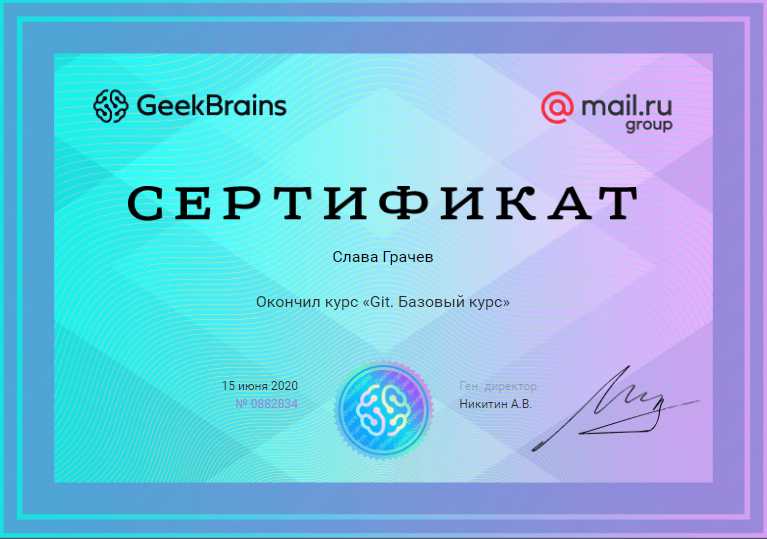 GeekBrains
@mail.ru
group
СЕРТИФИКАТ
Слава Грачев
Окончил курс «Git. Базовый курс»
15 июня 2020
№ 0882834
Ген. директор
Никитин А.В.